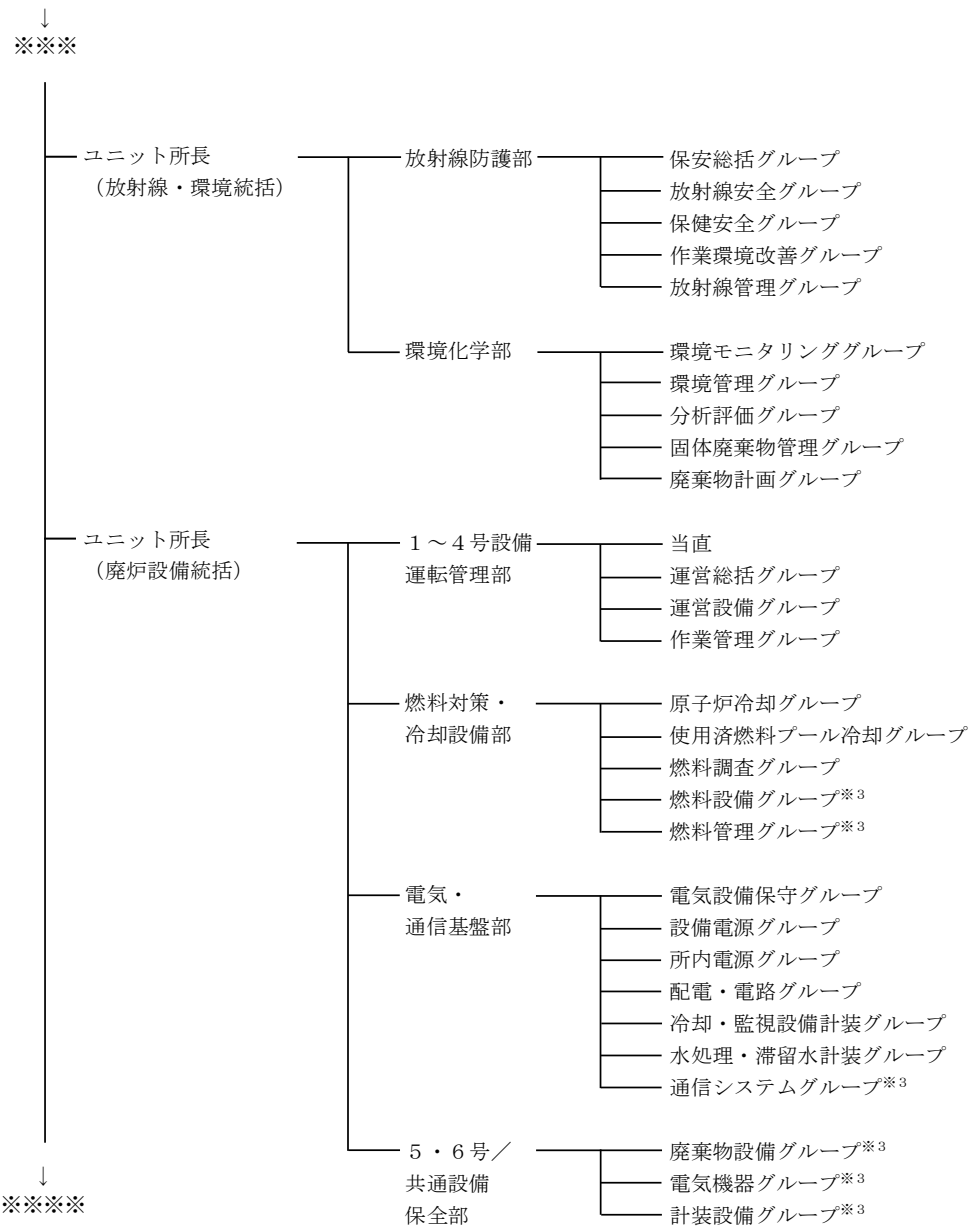 ↓
※※※
ユニット所長
（放射線・環境統括）
放射線防護部
保安総括グループ
放射線安全グループ
保健安全グループ
作業環境改善グループ
放射線管理グループ
環境化学部
環境モニタリンググループ
環境管理グループ
分析評価グループ
固体廃棄物管理グループ
廃棄物計画グループ
ユニット所長
（廃炉設備統括）
１～４号設備
運転管理部
当直
運営総括グループ
運営設備グループ
作業管理グループ
燃料対策・
冷却設備部
原子炉冷却グループ
使用済燃料プール冷却グループ
燃料調査グループ
燃料設備グループ※３
燃料管理グループ※３
電気・
通信基盤部
電気設備保守グループ
設備電源グループ
所内電源グループ
配電・電路グループ
冷却・監視設備計装グループ
水処理・滞留水計装グループ
通信システムグループ※３
５・６号／
共通設備
保全部
廃棄物設備グループ※３
電気機器グループ※３
計装設備グループ※３
↓
※※※※